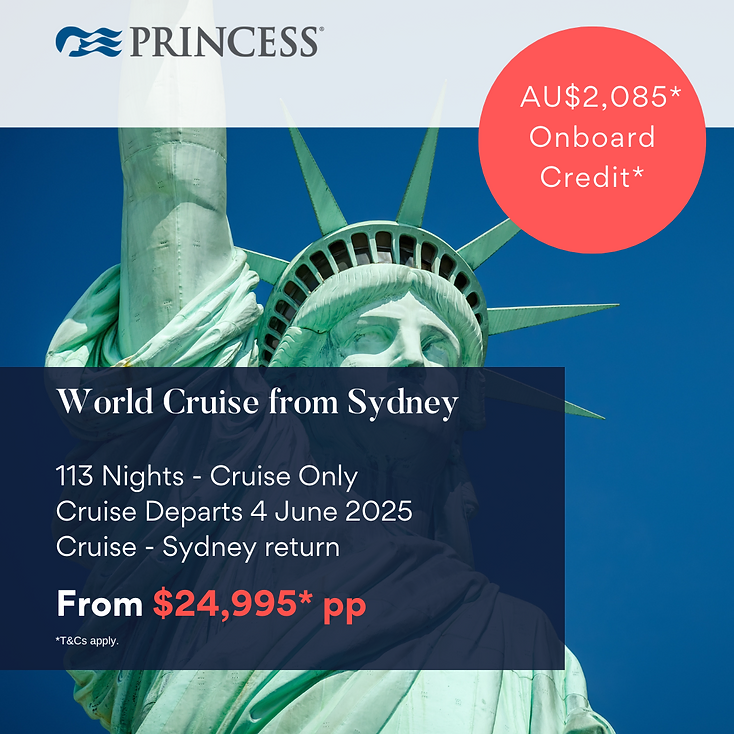 PRINCESS®
AU$2,085*
Onboard
Credit*
World Cruise from Sydney
113 Nights - Cruise Only
Cruise Departs 4 June 2025
Cruise - Sydney return
From $24,995* pp
*T&Cs apply.